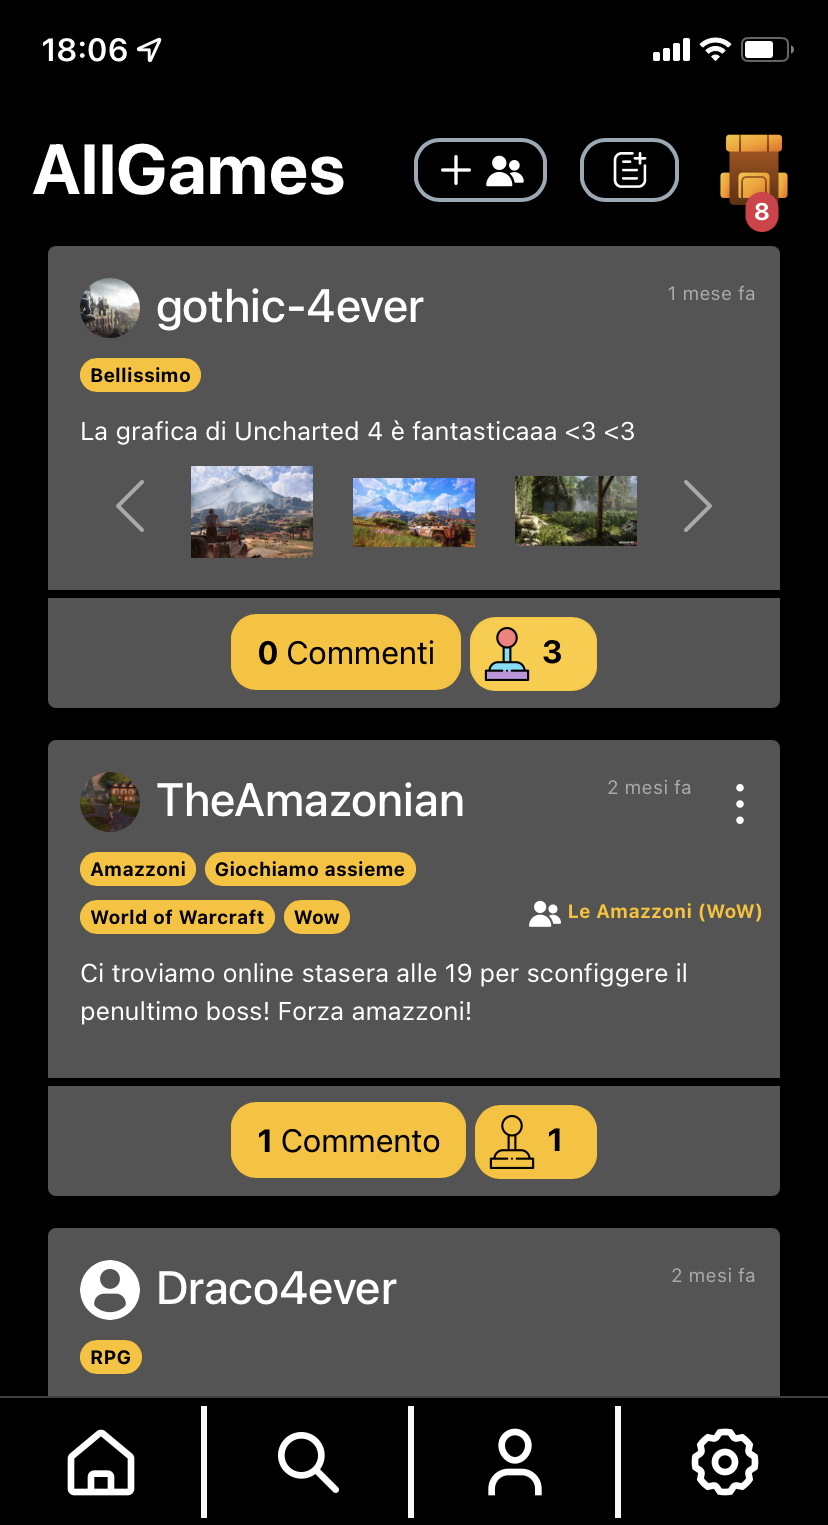 18:06
AllGames
8
gothic-4ever
1 mese fa
Bellissimo
La grafica di Uncharted 4 è fantasticaaa <3 <3
0 Commenti
3
TheAmazonian
2 mesi fa
Amazzoni Giochiamo assieme
World of Warcraft Wow
Le Amazzoni (WoW)
Ci troviamo online stasera alle 19 per sconfiggere il
penultimo boss! Forza amazzoni!
1 Commento
1
Draco4ever
2 mesi fa
RPG